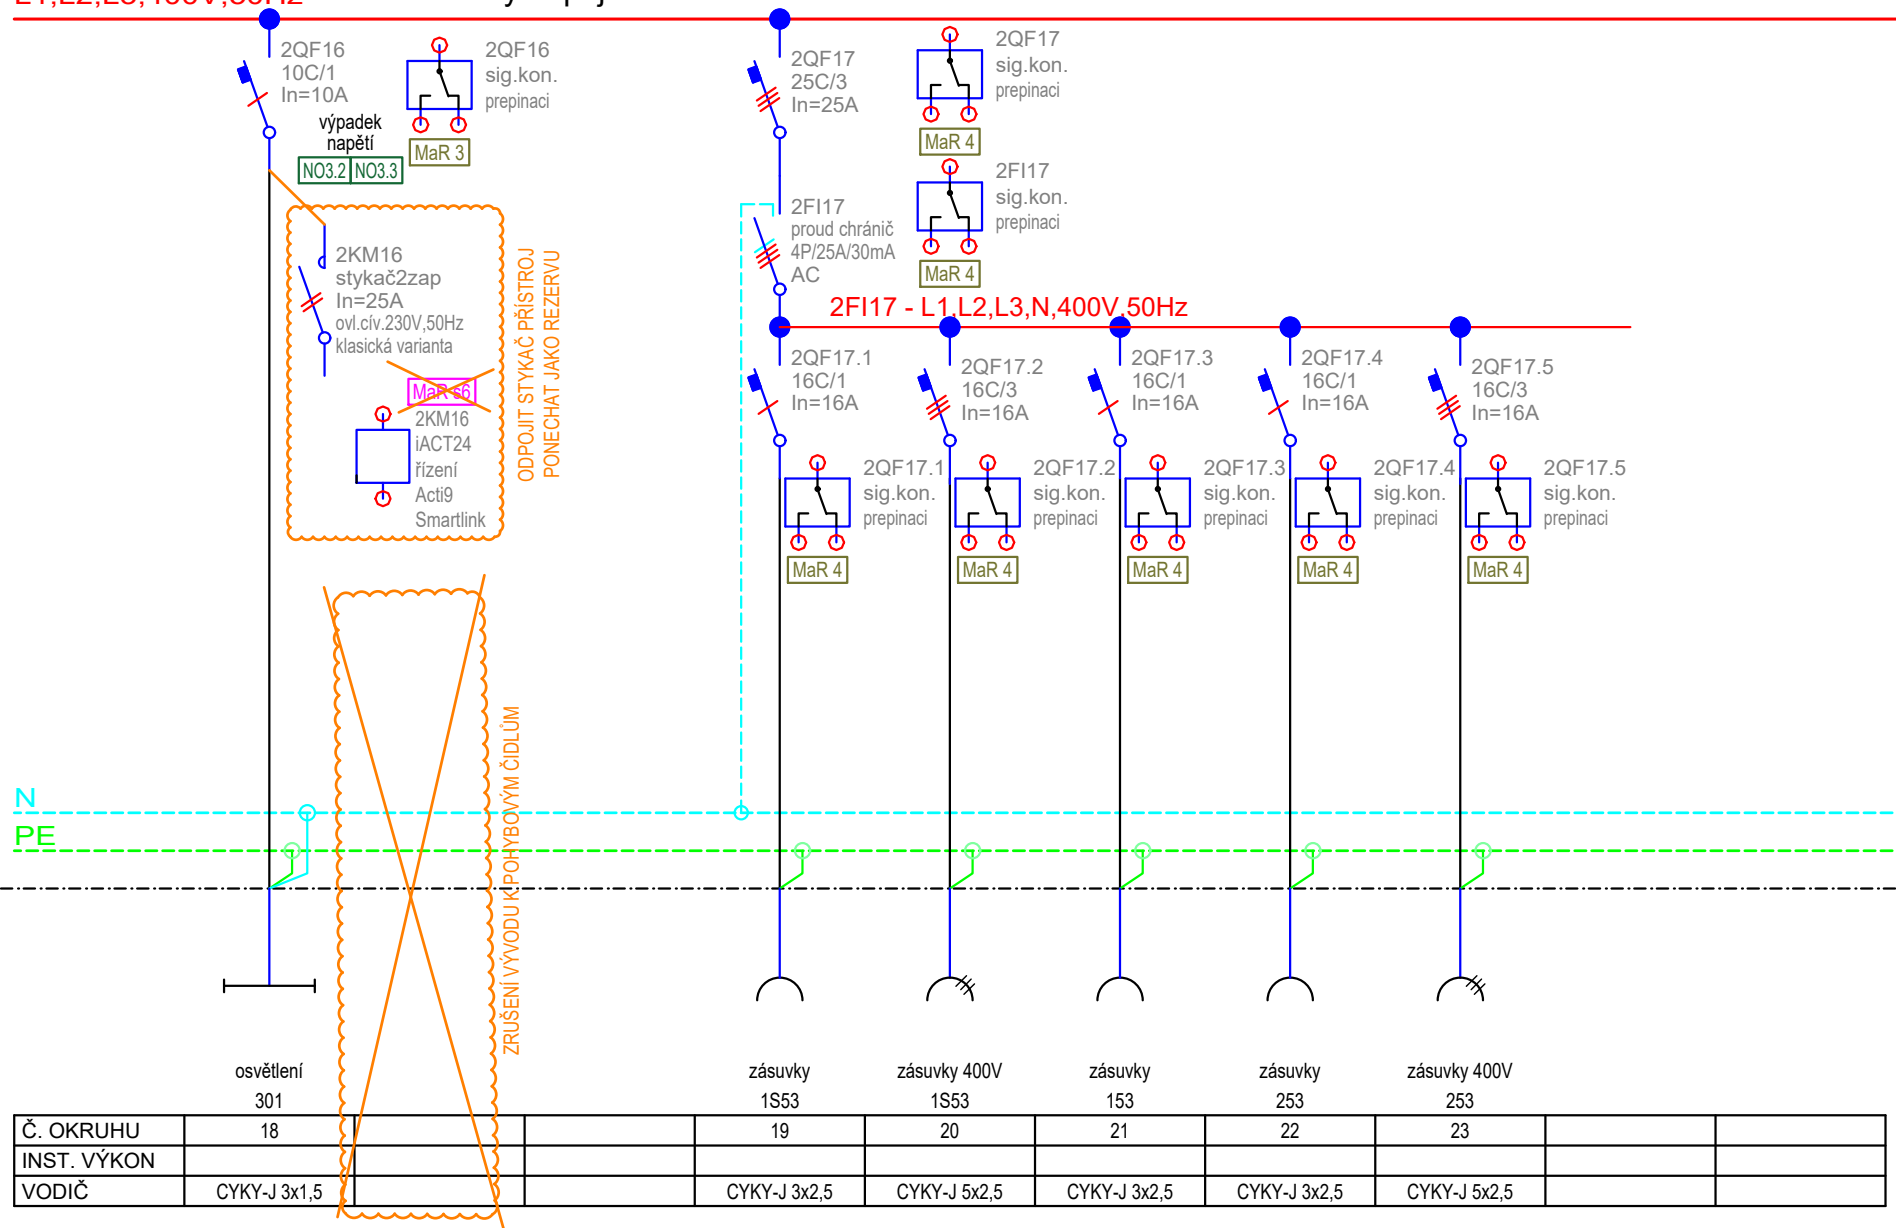 2QF16
10C/1
In=10A
2QF16
sig.kon.
prepinaci
MaR 3
výpadek
napětí
NO3.2 NO3.3
2KM16
stykač2zap
In=25A
ovl.cív.230V,50Hz
klasická varianta
MaR s6
2KM16
iACT24
řízení
Acti9
Smartlink
ODPOJIT STYKAČ PŘÍSTROJ
PONECHAT JAKO REZERVU
ZRUŠENÍ VÝVODU K POHYBOVÝM ČIDLŮM
2QF17
25C/3
In=25A
2QF17
sig.kon.
prepinaci
MaR 4
2FI17
sig.kon.
prepinaci
MaR 4
2FI17
proud chránič
4P/25A/30mA
AC
2FI17 - L1,L2,L3,N,400V,50Hz
2QF17.1
16C/1
In=16A
2QF17.2
16C/3
In=16A
2QF17.3
16C/1
In=16A
2QF17.4
16C/1
In=16A
2QF17.5
16C/3
In=16A
2QF17.1
sig.kon.
prepinaci
MaR 4
2QF17.2
sig.kon.
prepinaci
MaR 4
2QF17.3
sig.kon.
prepinaci
MaR 4
2QF17.4
sig.kon.
prepinaci
MaR 4
2QF17.5
sig.kon.
prepinaci
MaR 4
N
PE
osvětlení zásuvky zásuvky 400V zásuvky zásuvky zásuvky 400V
301 1S53 1S53 153 253 253
Č. OKRUHU 18 19 20 21 22 23
INST. VÝKON
VODIČ CYKY-J 3x1,5 CYKY-J 3x2,5 CYKY-J 5x2,5 CYKY-J 3x2,5 CYKY-J 3x2,5 CYKY-J 5x2,5